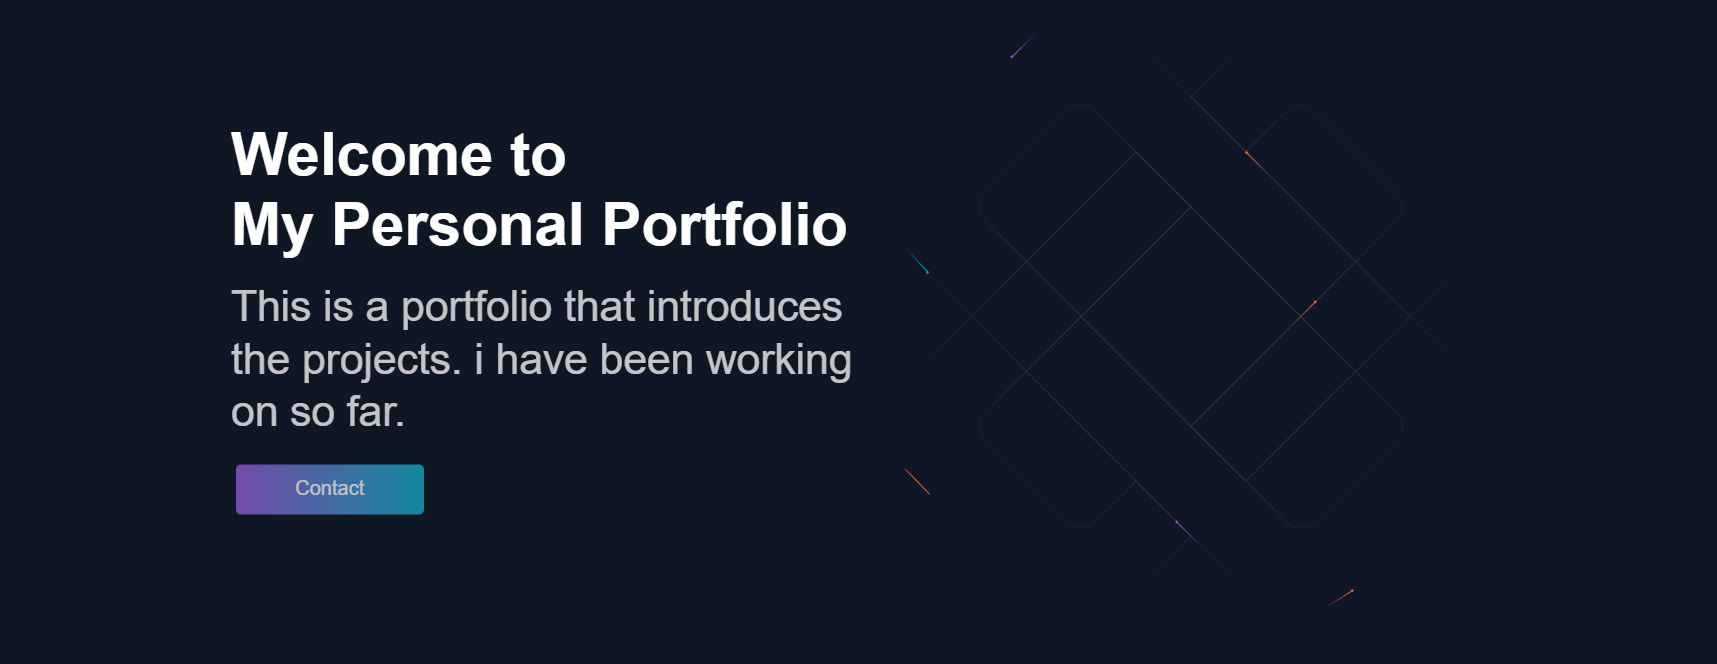 Welcome to
My Personal Portfolio
This is a portfolio that introduces
the projects. i have been working
on so far.
Contact